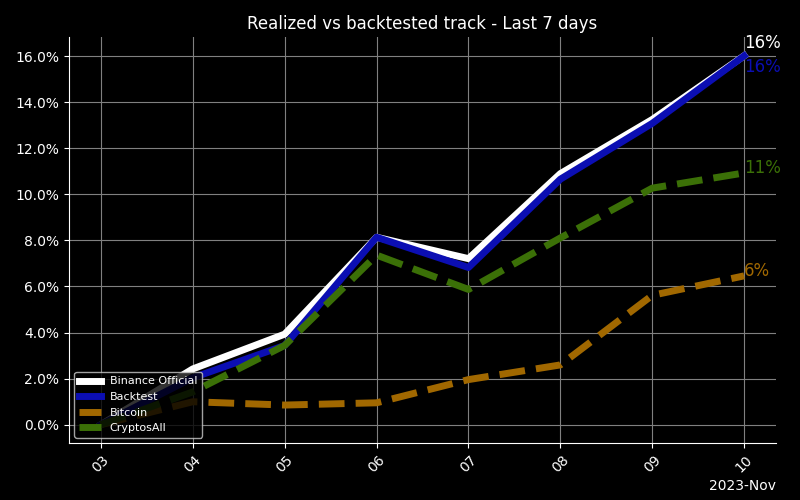 Realized vs backtested track - Last 7 days
16.0%
14.0%
12.0%
10.0%
8.0%
6.0%
4.0%
2.0%
0.0%
16%
16%
11%
6%
Binance Official
Backtest
Bitcoin
CryptosAll
03 04 05 06 07 08 09 10
2023-Nov